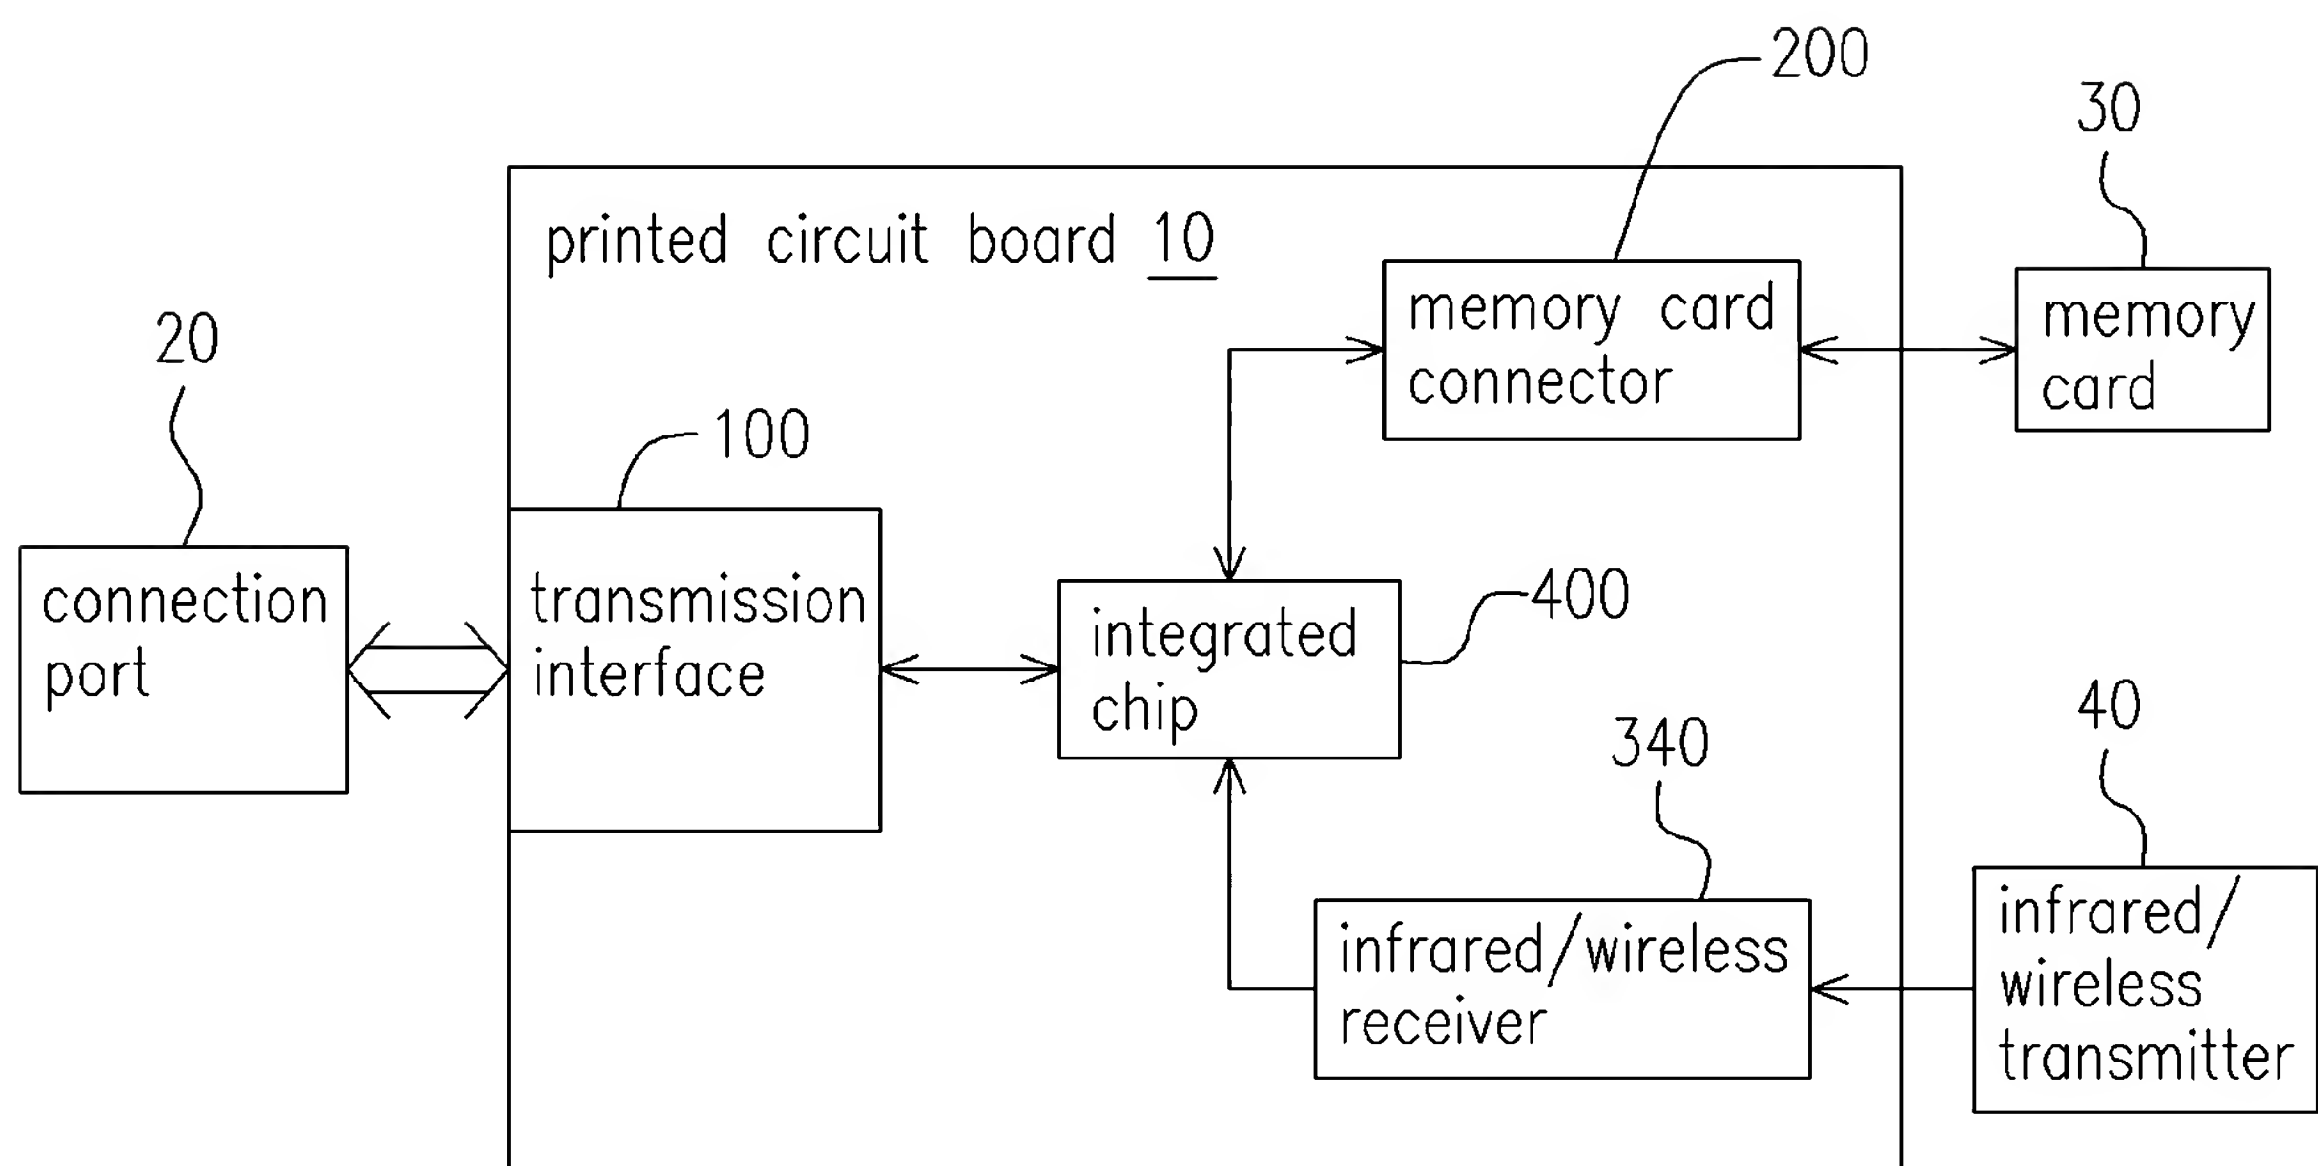 200
30
printed circuit board 10
memory card
connector
memory
card
20
100
connection
port
transmission
interface
400
integrated
chip
340
40
infrared/wireless
receiver
infrared/
wireless
transmitter